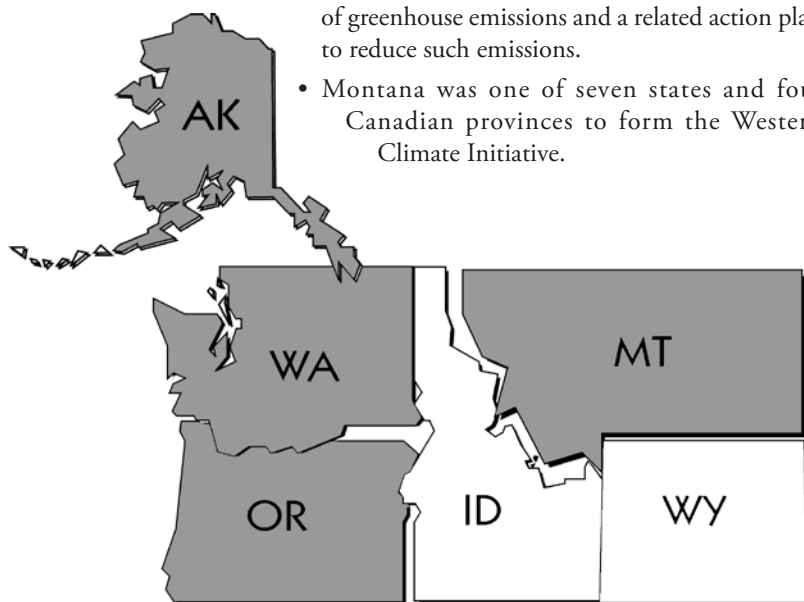 of greenhouse emissions and a related action pla
to reduce such emissions.
• Montana was one of seven states and fou
Canadian provinces to form the Wester
Climate Initiative.
AK
WA
MT
OR
ID
WY